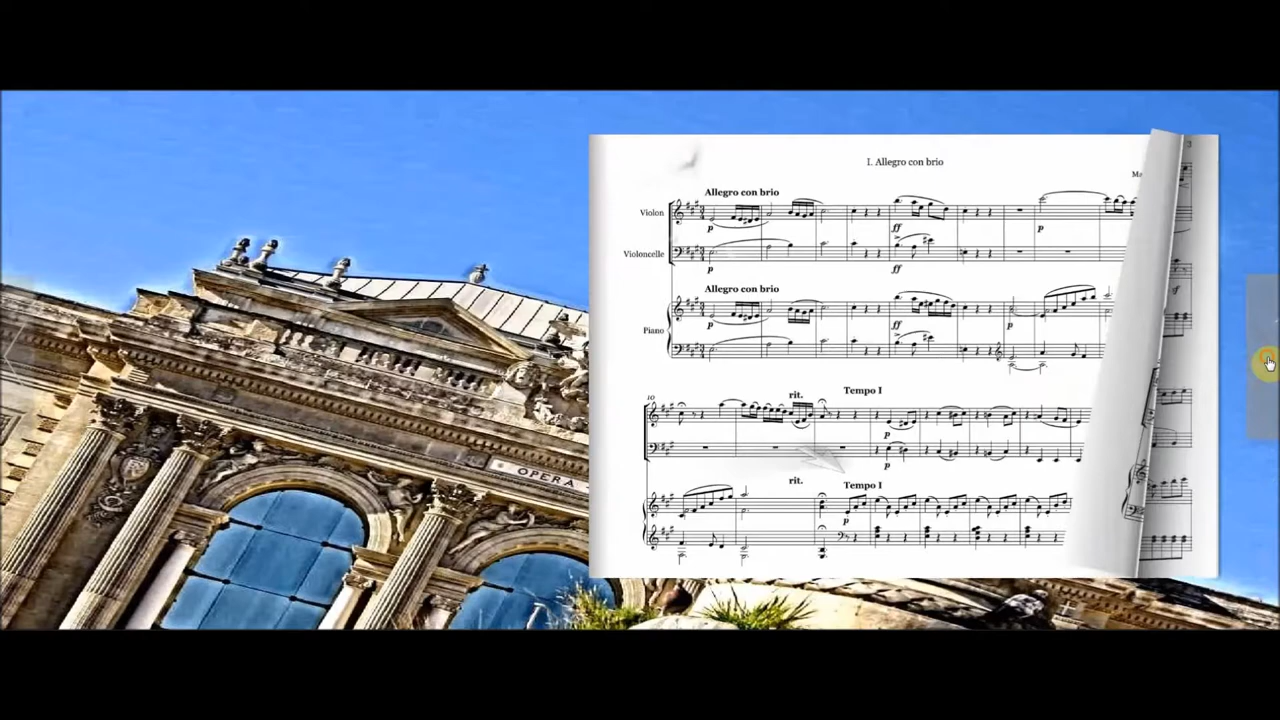 I. Allegro con brio
Allegro con brio
Violon
p
ff
p
Violoncelle
p
ff
Allegro con brio
Piano
p
ff
p
10
rit.
Tempo I
p
p
rit.
Tempo I
p
OPERA